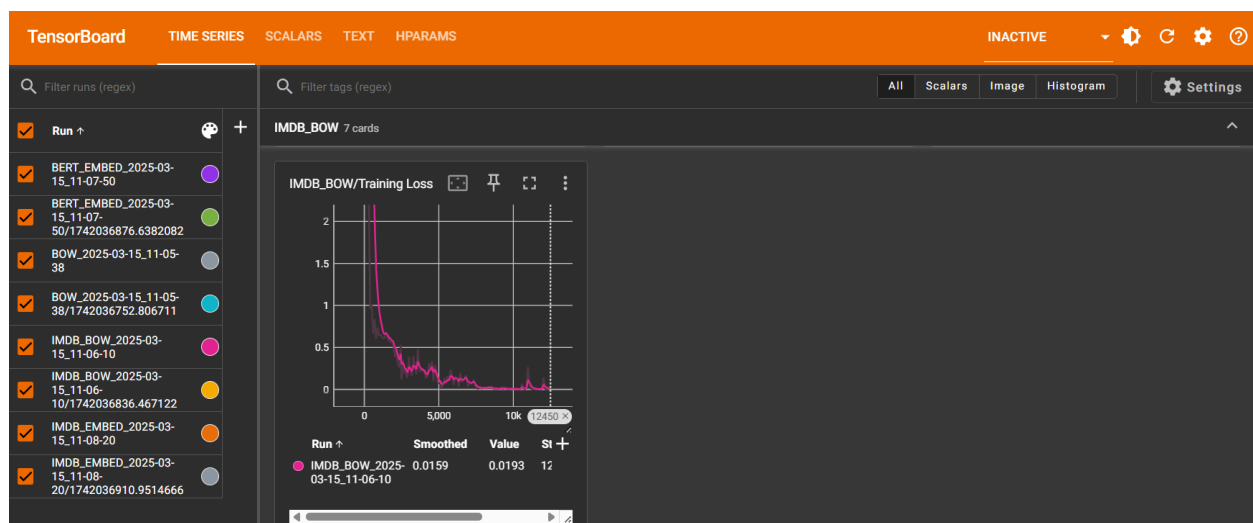 TensorBoard TIME SERIES SCALARS TEXT HPARAMS INACTIVE
Filter runs (regex)
Filter tags (regex) All Scalars Image Histogram Settings
Run ↑
BERT_EMBED_2025-03-
15_11-07-50
BERT_EMBED_2025-03-
15_11-07-
50/1742036876.6382082
BOW_2025-03-15_11-05-
38
BOW_2025-03-15_11-05-
38/1742036752.806711
IMDB_BOW_2025-03-
15_11-06-10
IMDB_BOW_2025-03-
15_11-06-
10/1742036836.467122
IMDB_EMBED_2025-03-
15_11-08-20
IMDB_EMBED_2025-03-
15_11-08-
20/1742036910.9514666
IMDB_BOW 7 cards
IMDB_BOW/Training Loss
2
1.5
1
0.5
0
0 5,000 10k 12450 ×
Run ↑ Smoothed Value St
IMDB_BOW_2025- 0.0159 0.0193 12
03-15_11-06-10